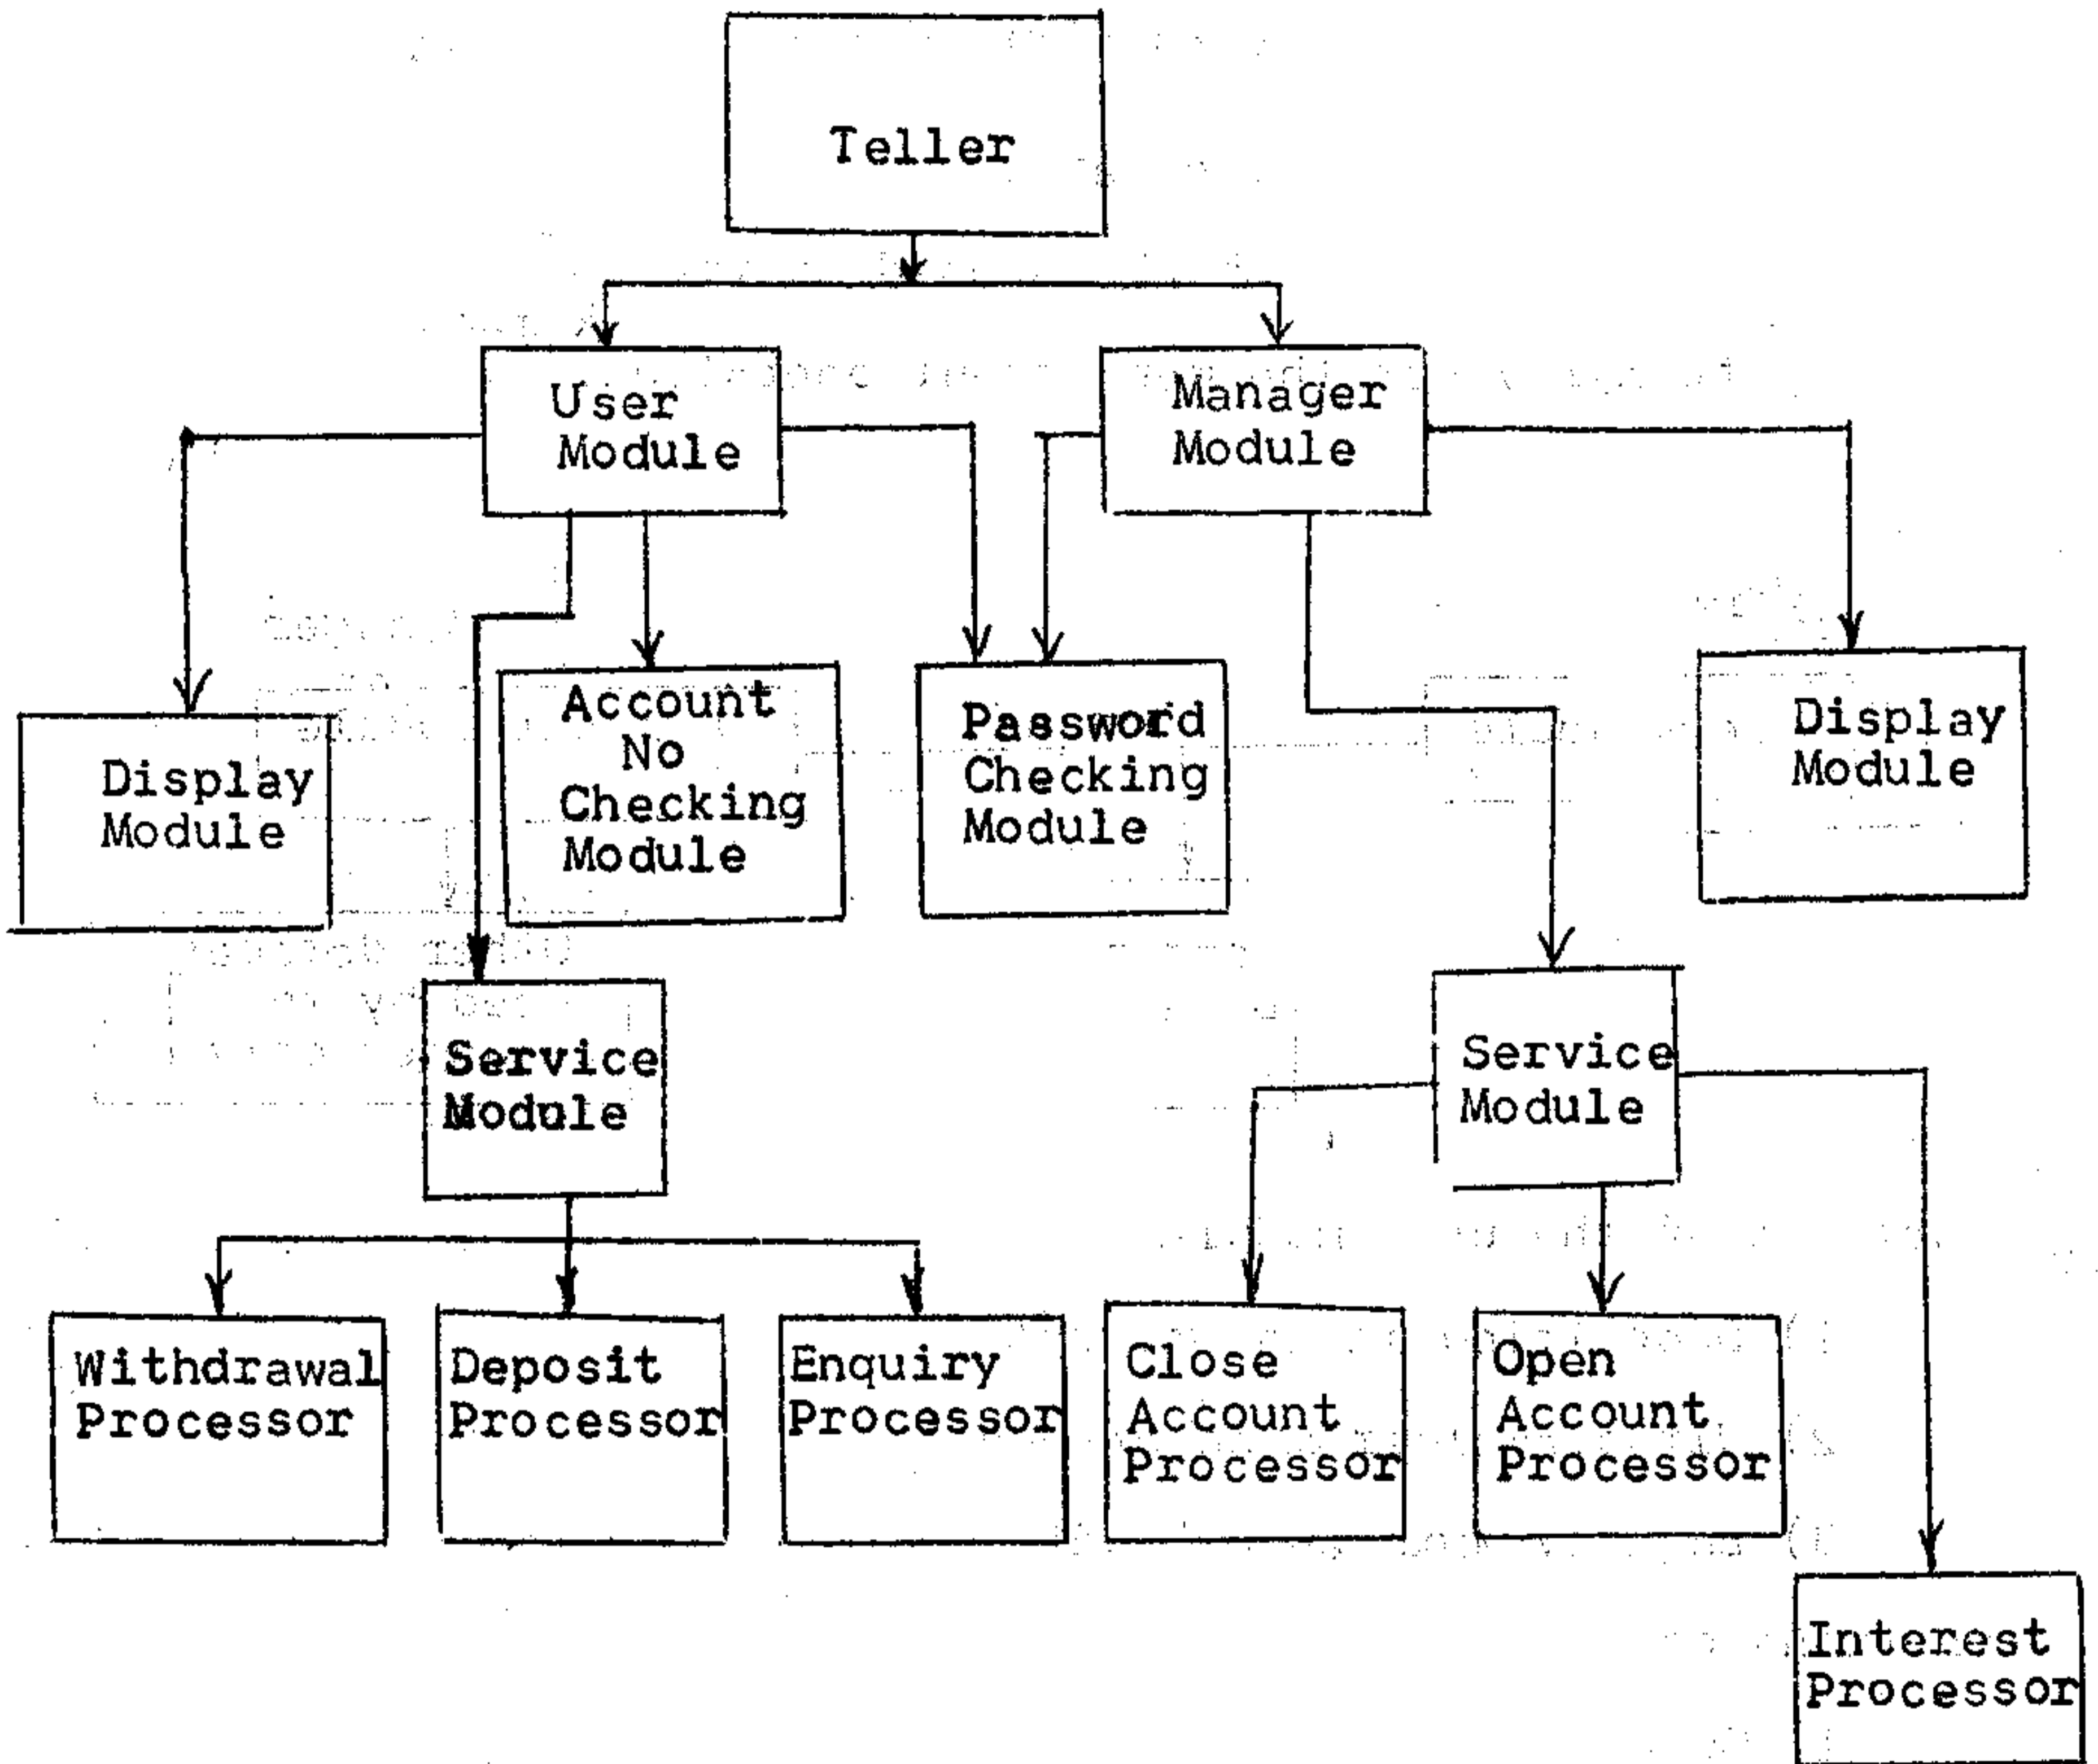 Teller
User
Module
Manager
Module
Display
Module
Account
No
Checking
Module
Password
Checking
Module
Display
Module
Service
Module
Service
Module
Withdrawal
Processor
Deposit
Processor
Enquiry
Processor
Close
Account
Processor
Open
Account
Processor
Interest
Processor